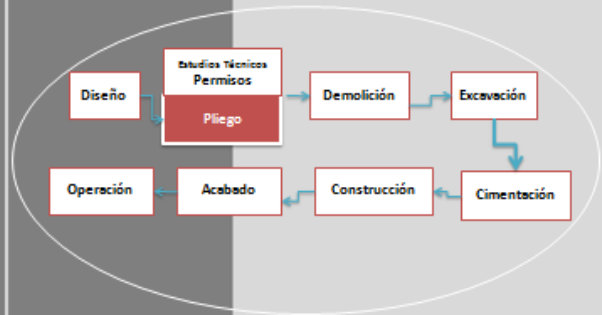 Estudios Técnicos
Permisos
Diseño
Pliego
Demolición
Excavación
Operación
Acabado
Construcción
Cimentación